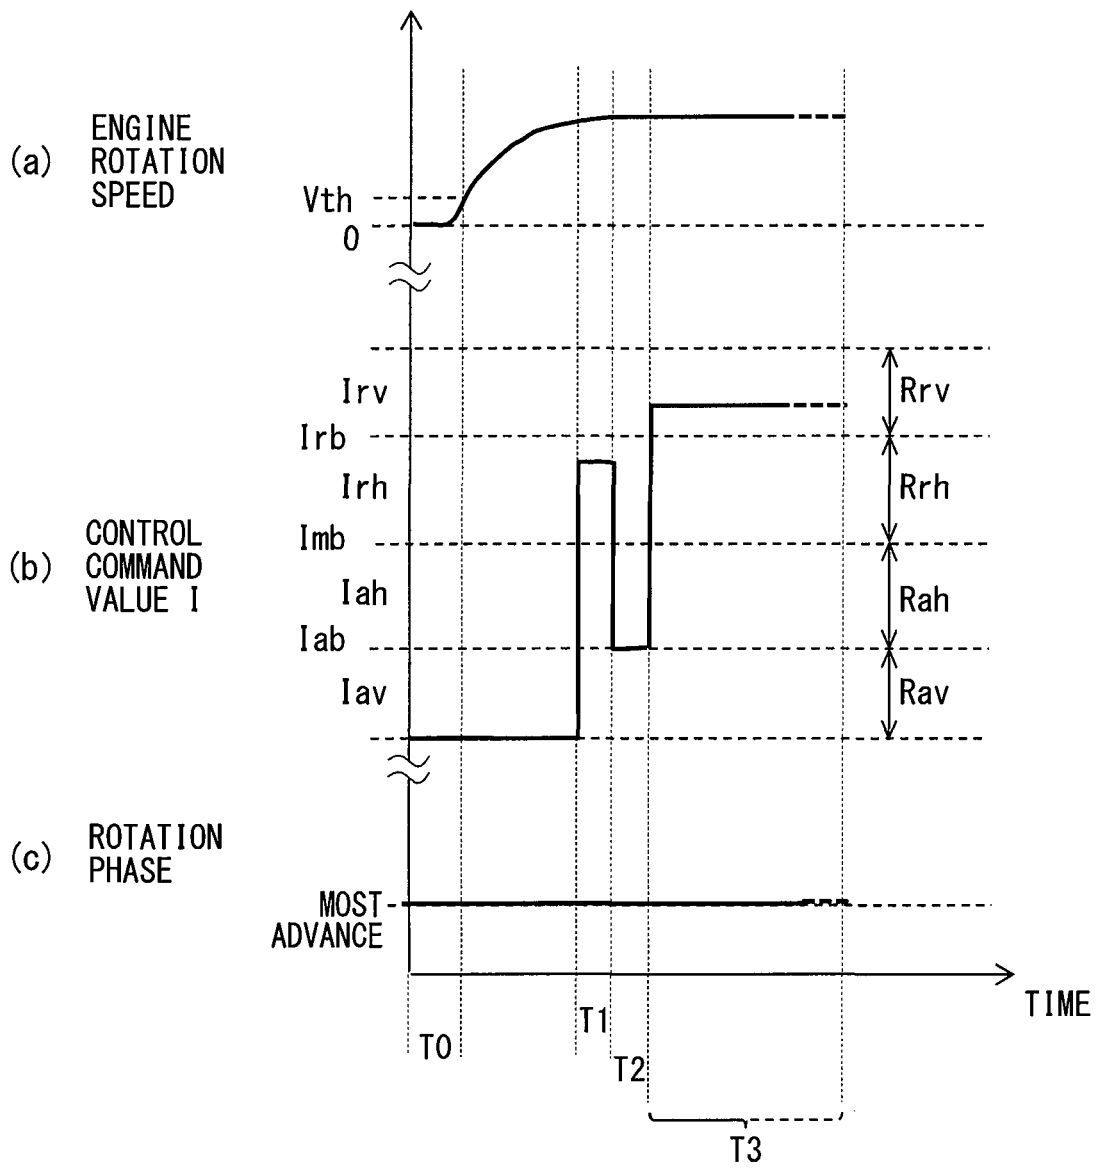 (a)
ENGINE
ROTATION
SPEED
Vth
0
(b)
CONTROL
COMMAND
VALUE I
Irv
Irb
Irh
Imb
Iah
Iab
Iav
Rrv
Rrh
Rah
Rav
(c)
ROTATION
PHASE
MOST
ADVANCE
TIME
T0
T1
T2
T3